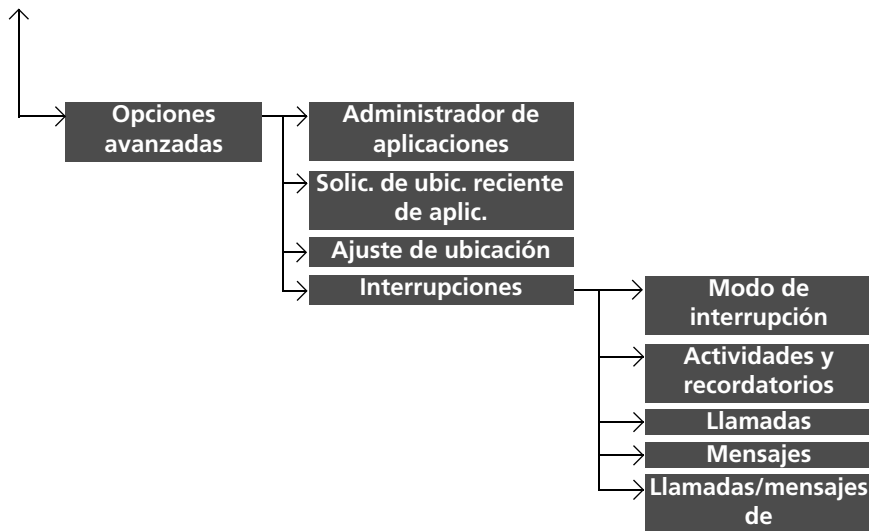 Opciones
avanzadas
Administrador de
aplicaciones
Solic. de ubic. reciente
de aplic.
Ajuste de ubicación
Interrupciones
Modo de
interrupción
Actividades y
recordatorios
Llamadas
Mensajes
Llamadas/mensajes
de